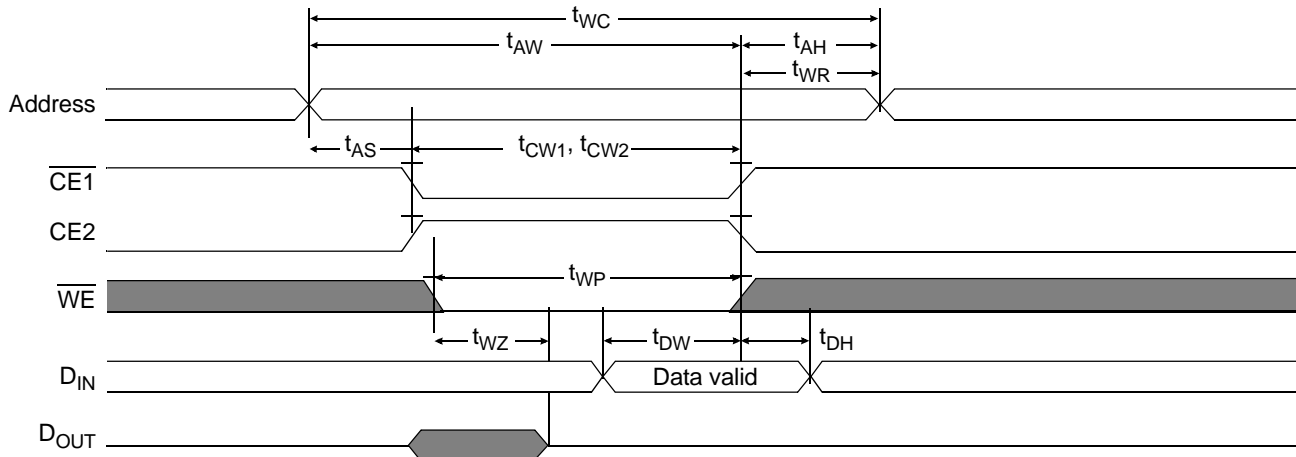 tWC
tAW
tAH
tWR
Address
tAS
tCW1, tCW2
CE1
CE2
tWP
WE
tWZ
tDW
tDH
DIN
Data valid
DOUT